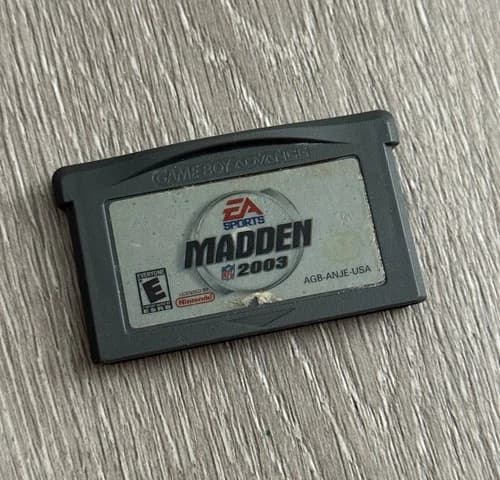 GAME BOY ADVANCE
EA
SPORTS
MADDEN
NFL 2003
EVERYONE
E
ESRB
LICENSED BY
Nintendo
AGB-ANJE-USA